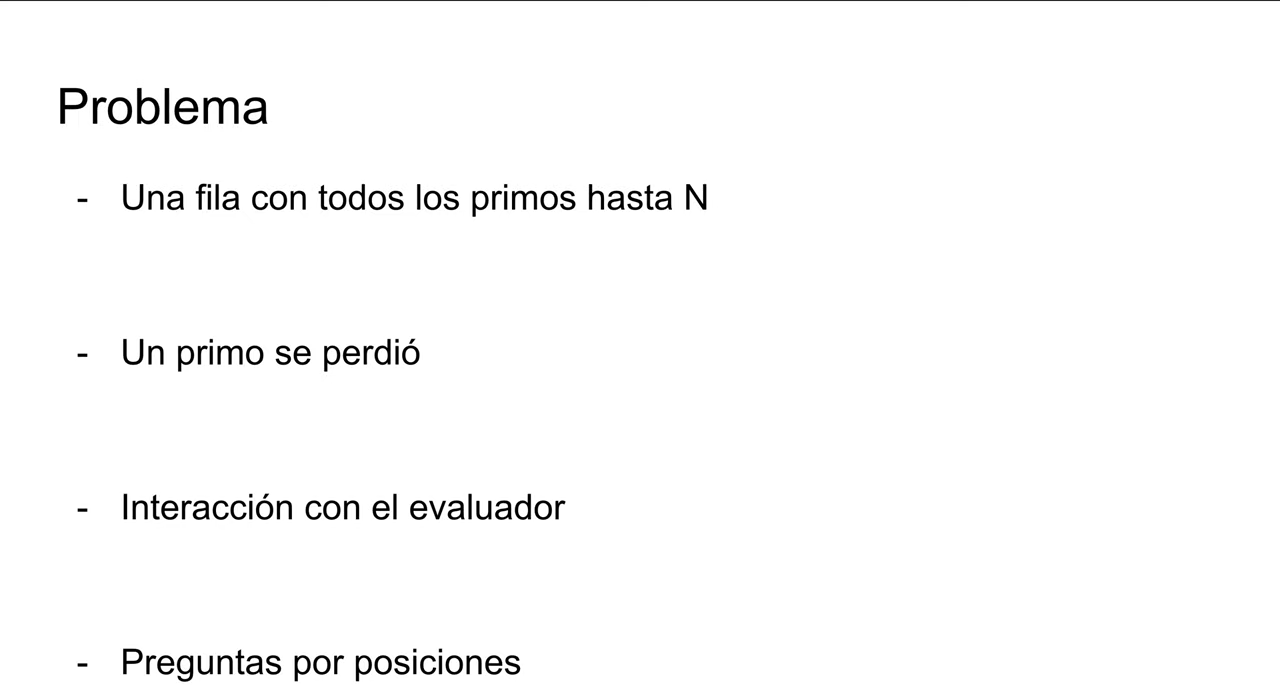 Problema
- Una fila con todos los primos hasta N
- Un primo se perdió
- Interacción con el evaluador
- Preguntas por posiciones